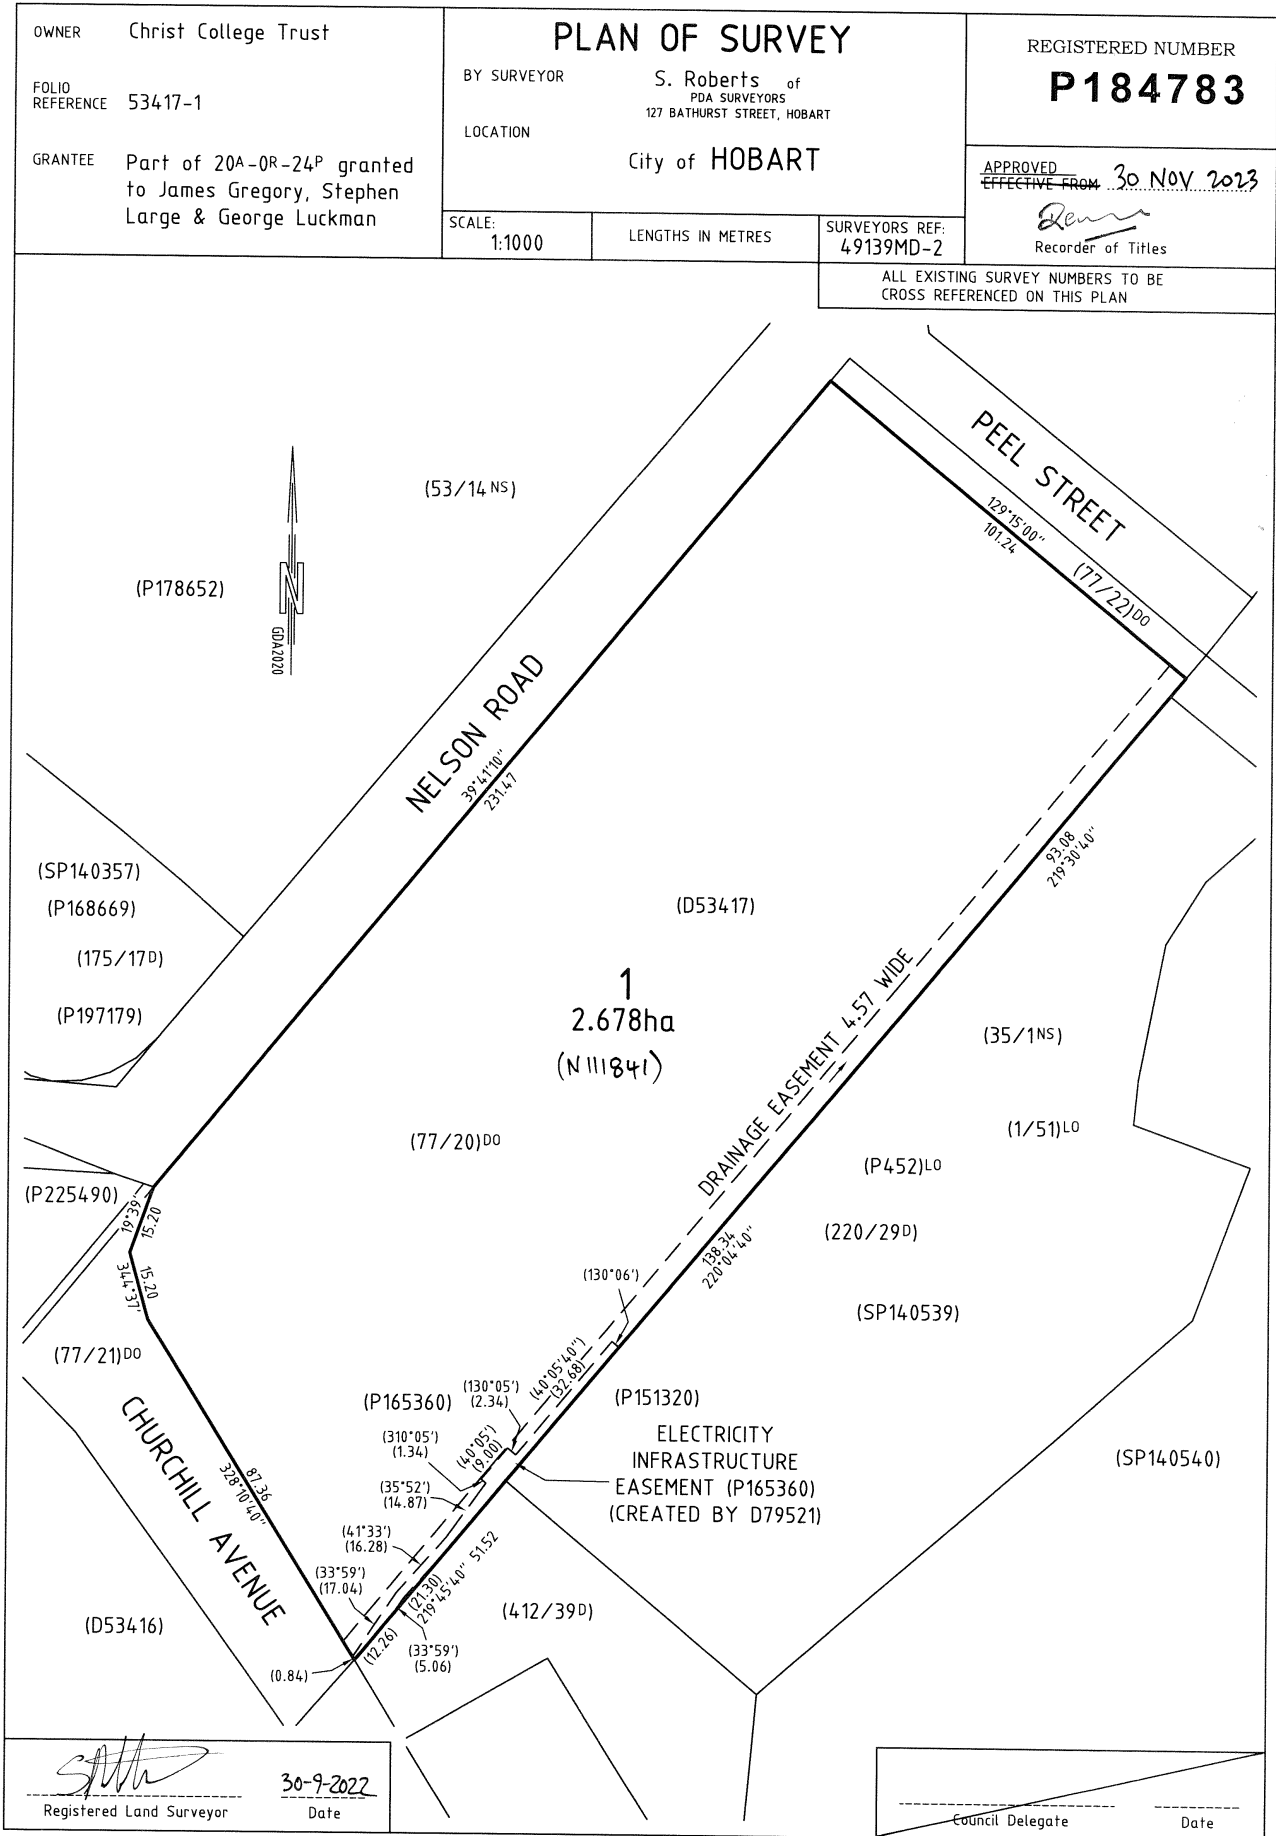 OWNER Christ College Trust
FOLIO
REFERENCE 53417-1
GRANTEE Part of 20A-0R-24P granted
to James Gregory, Stephen
Large & George Luckman
PLAN OF SURVEY
BY SURVEYOR S. Roberts of
PDA SURVEYORS
127 BATHURST STREET, HOBART
LOCATION
City of HOBART
SCALE:
1:1000
LENGTHS IN METRES
SURVEYORS REF:
49139MD-2
REGISTERED NUMBER
P184783
APPROVED
EFFECTIVE FROM 30 NOV 2023
Recorder of Titles
ALL EXISTING SURVEY NUMBERS TO BE
CROSS REFERENCED ON THIS PLAN
PEEL STREET
129°15'00"
101.24
(77/22)DO
(53/14NS)
(P178652)
N
GDA2020
NELSON ROAD
39°41'10"
231.47
93.08
219°30'40"
(SP140357)
(P168669)
(175/17D)
(P197179)
(D53417)
1
2.678ha
(N111841)
DRAINAGE EASEMENT 4.57 WIDE
(35/1NS)
(1/51)LO
(P452)LO
(220/29D)
(SP140539)
(77/20)DO
(P225490)
19°39'
15.20
15.20
344°37'
138.34
220°04'40"
(130°06')
(77/21)DO
(P165360)
(130°05')
(2.34)
(40°05'40")
(32.68)
(P151320)
(310°05')
(1.34)
(40°05')
(9.00)
ELECTRICITY
INFRASTRUCTURE
EASEMENT (P165360)
(CREATED BY D79521)
(SP140540)
CHURCHILL AVENUE
87.36
328°10'40"
(35°52')
(14.87)
(41°33')
(16.28)
(33°59')
(17.04)
(21.30)
219°45'40" 51.52
(412/39D)
(D53416)
(12.26)
(33°59')
(5.06)
(0.84)
30-9-2022
Registered Land Surveyor Date
Council Delegate Date